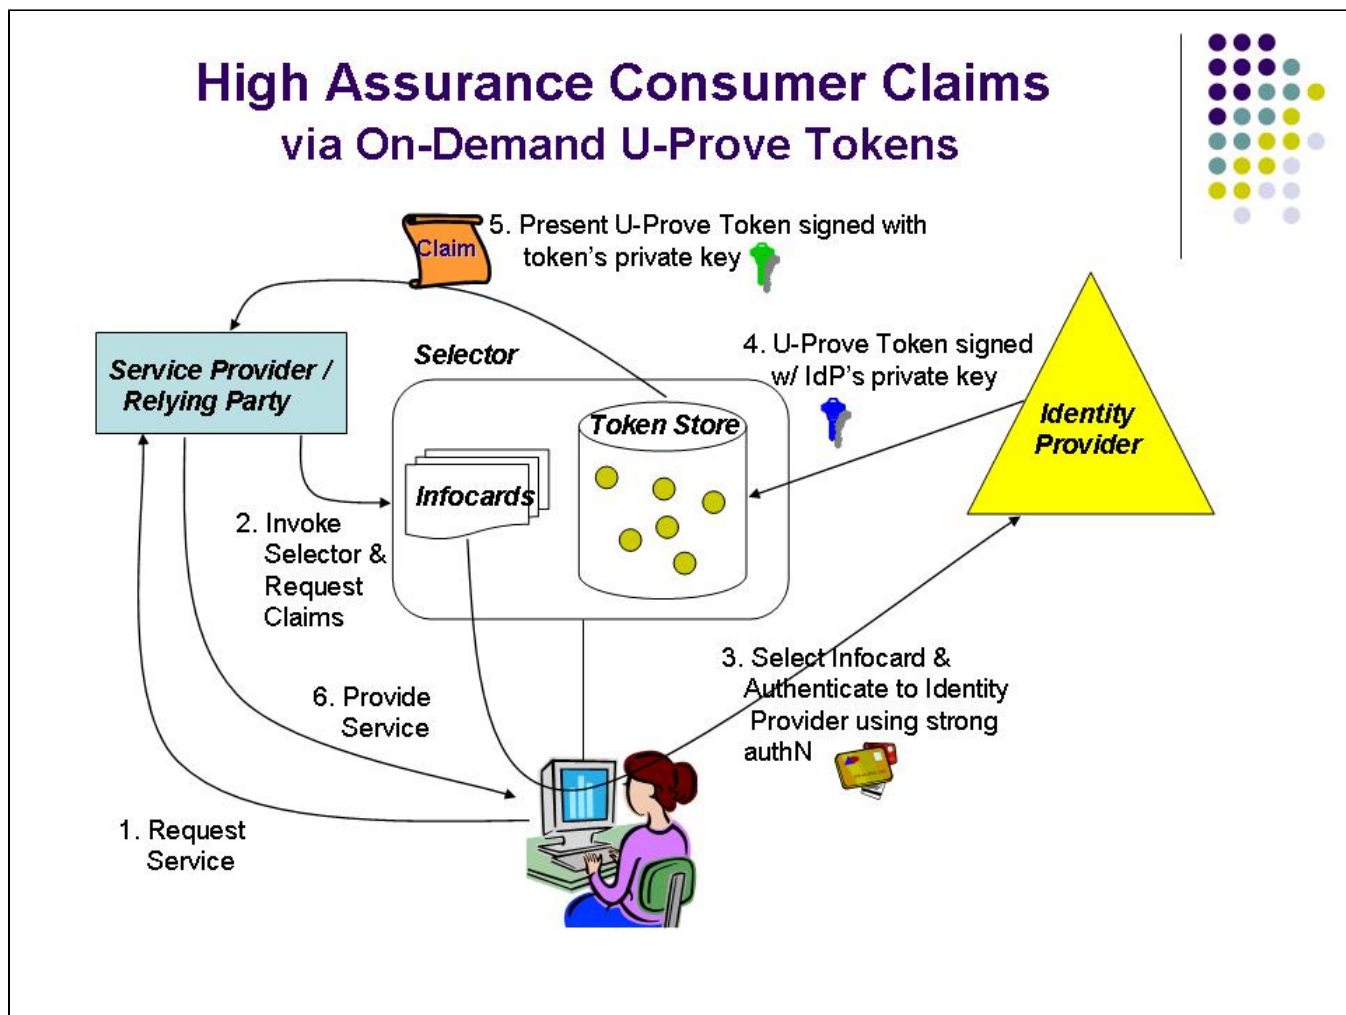 High Assurance Consumer Claims
via On-Demand U-Prove Tokens
Claim
5. Present U-Prove Token signed with
token's private key
Service Provider /
Relying Party
Selector
4. U-Prove Token signed
w/ IdP's private key
Identity
Provider
Token Store
Infocards
2. Invoke
Selector &
Request
Claims
3. Select Infocard &
Authenticate to Identity
Provider using strong
authN
6. Provide
Service
1. Request
Service